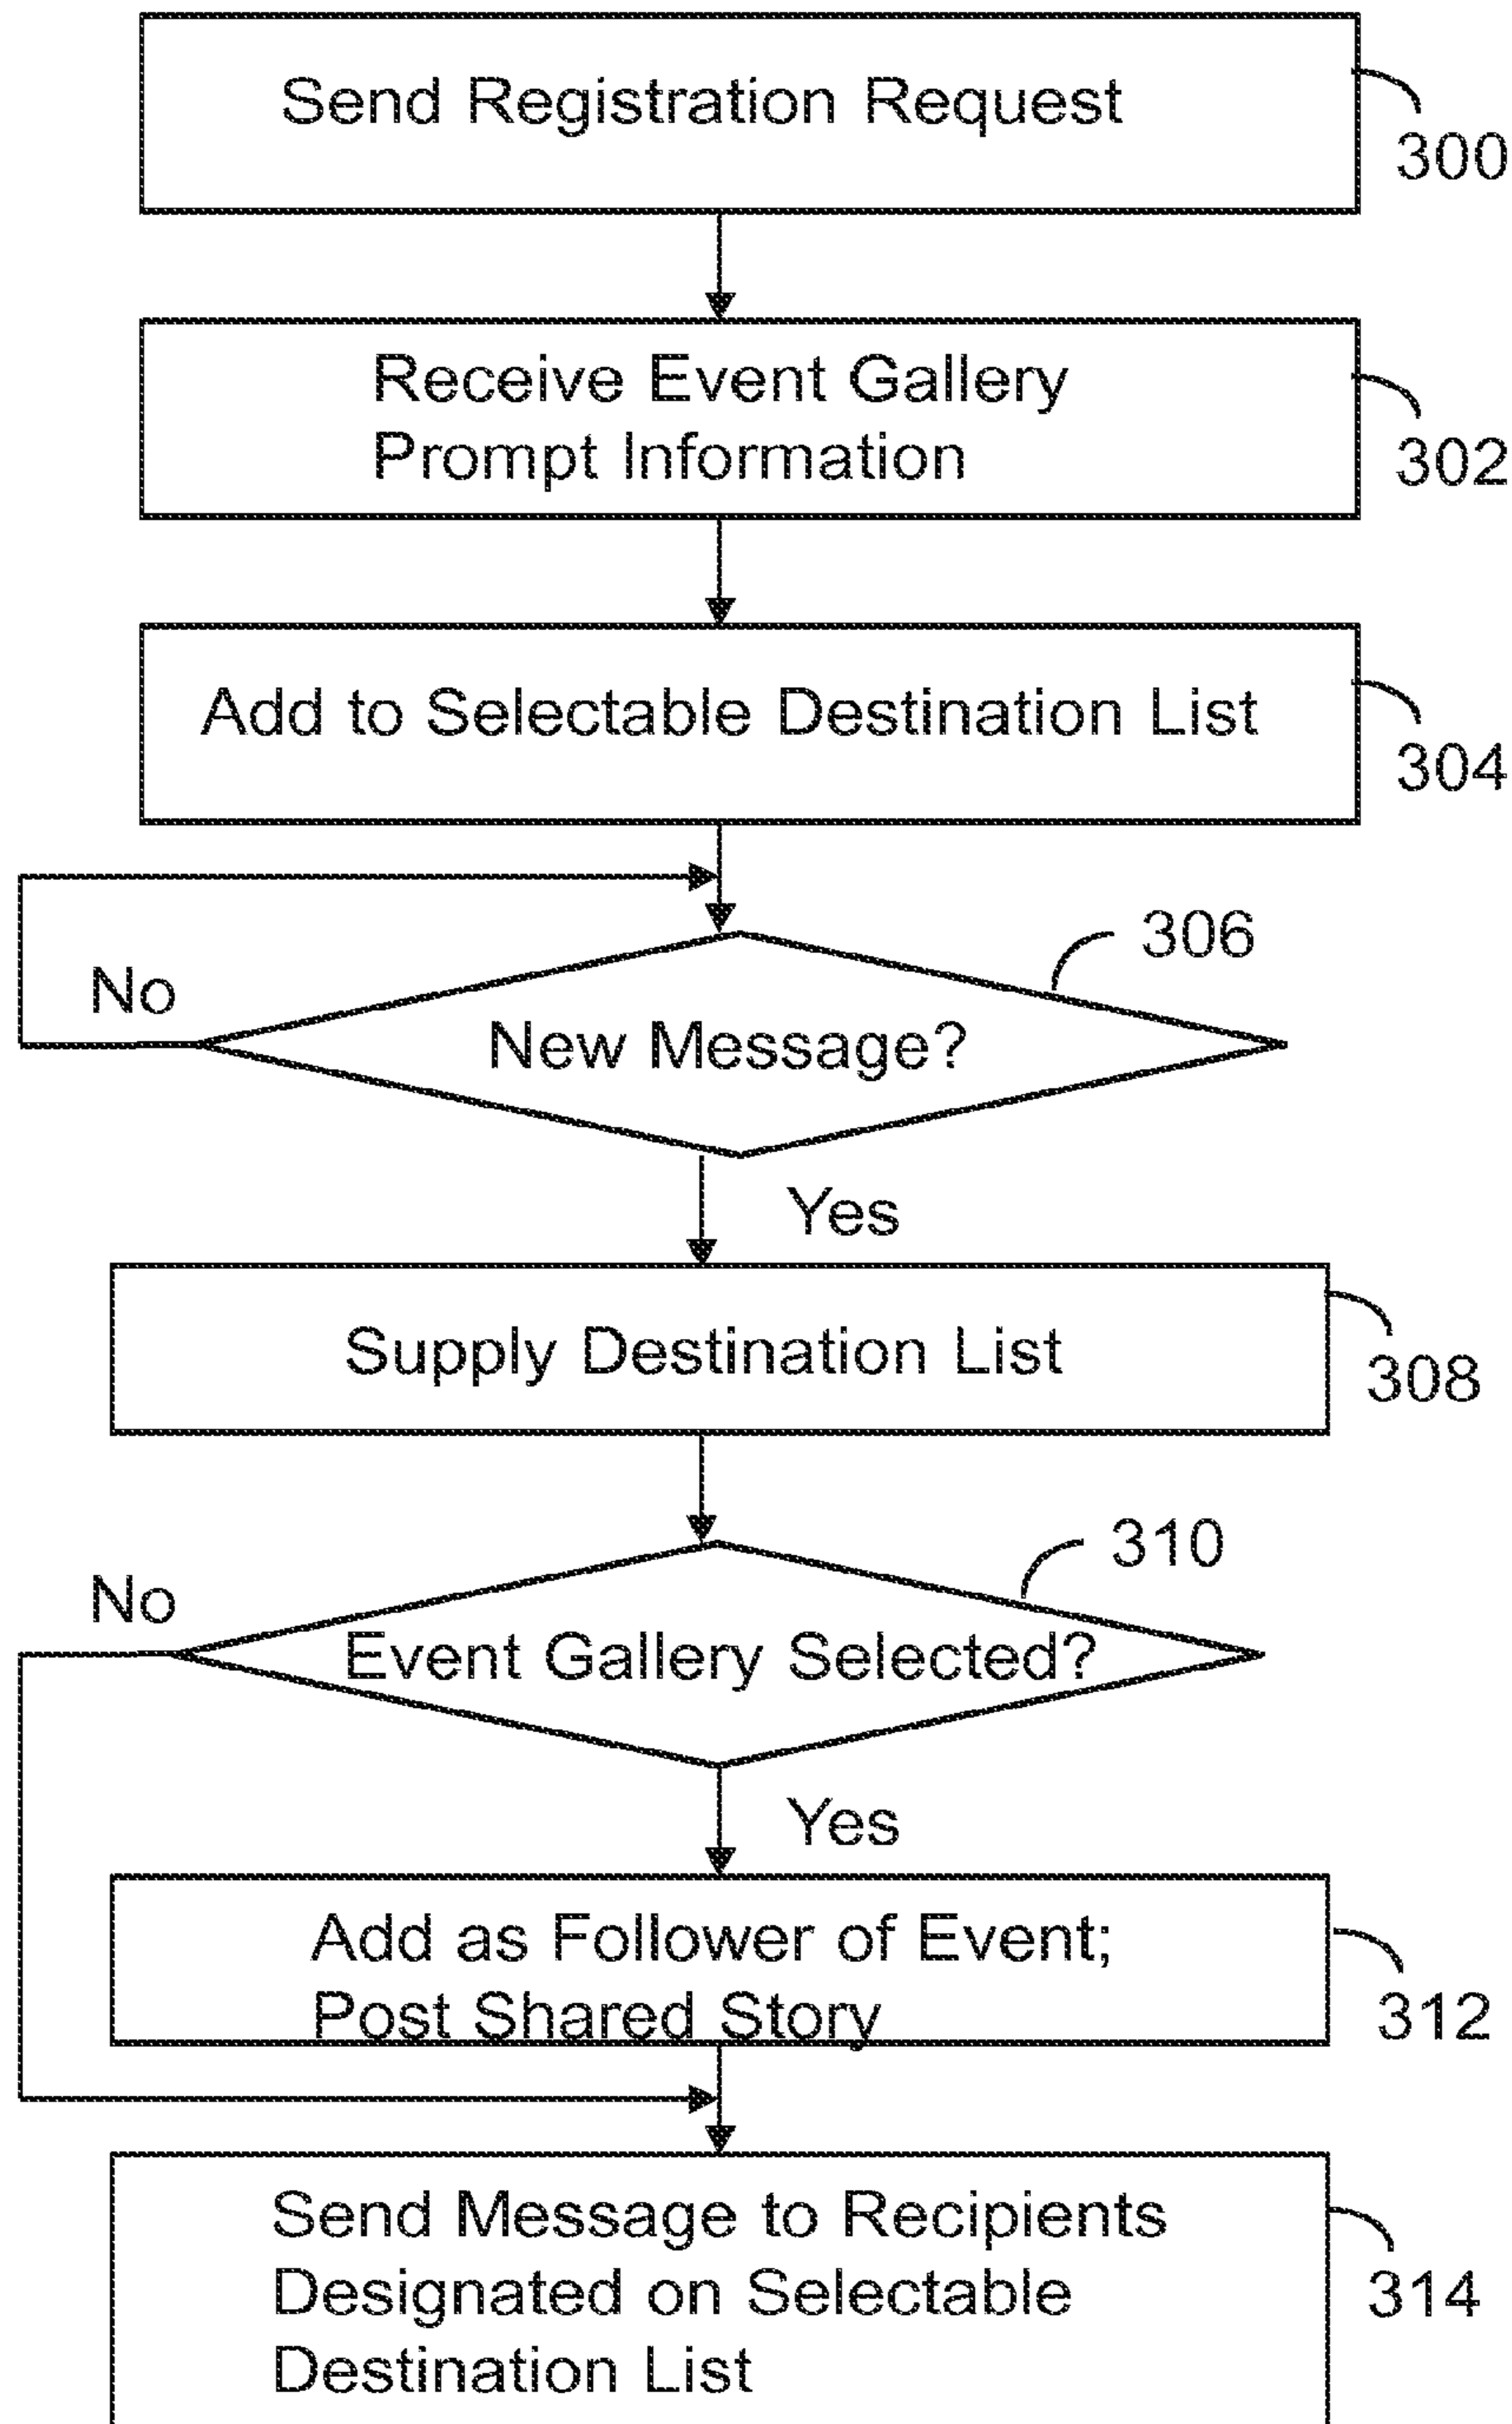 Send Registration Request
300
Receive Event Gallery
Prompt Information
302
Add to Selectable Destination List
304
306
No
New Message?
Yes
Supply Destination List
308
310
No
Event Gallery Selected?
Yes
Add as Follower of Event;
Post Shared Story
312
Send Message to Recipients
Designated on Selectable
Destination List
314